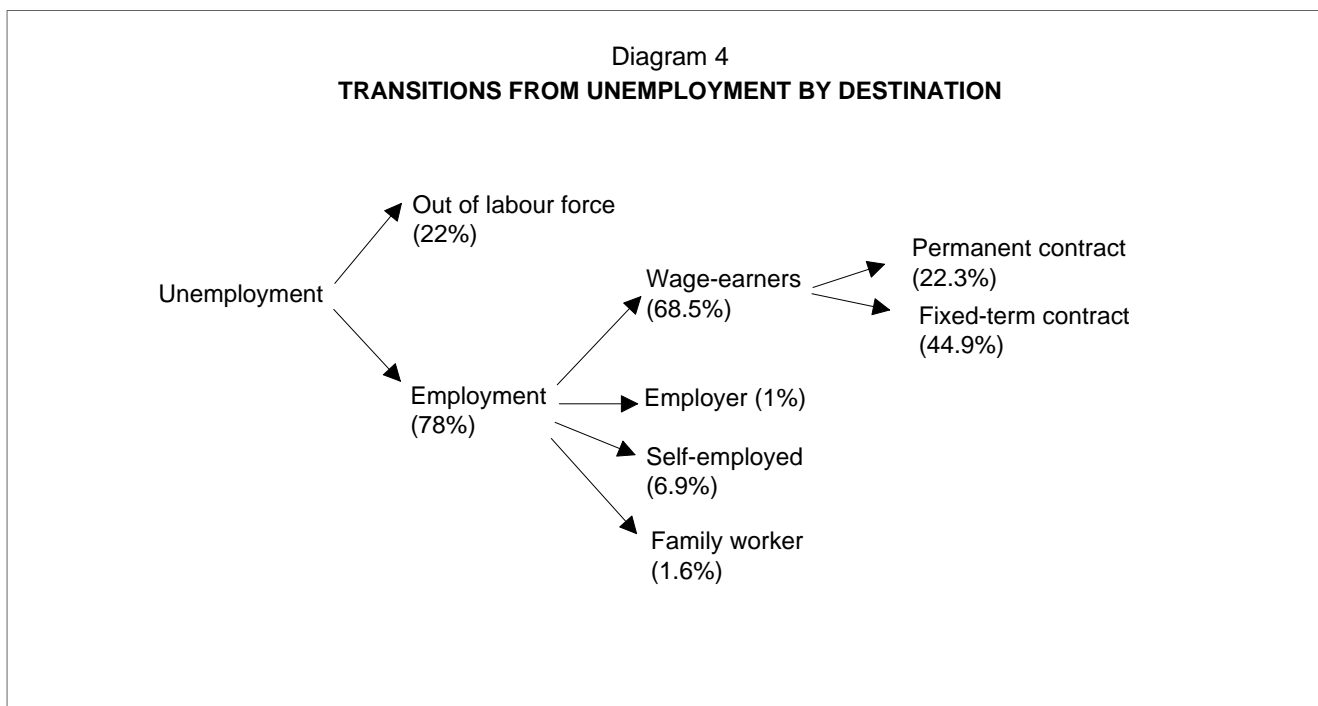 Diagram 4
TRANSITIONS FROM UNEMPLOYMENT BY DESTINATION
Out of labour force
(22%)
Unemployment
Employment
(78%)
Wage-earners
(68.5%)
Employer (1%)
Self-employed
(6.9%)
Family worker
(1.6%)
Permanent contract
(22.3%)
Fixed-term contract
(44.9%)